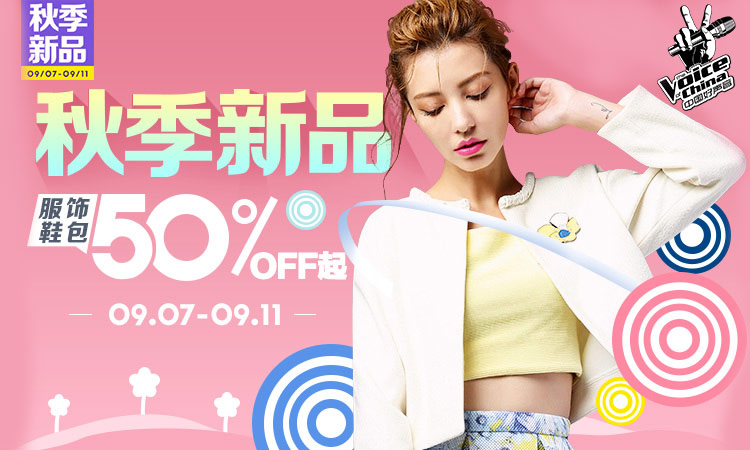 秋季
新品
09/07-09/11
The
Voice
of
China
中国好声音
秋季新品
服饰
鞋包
50%
OFF起
09.07-09.11